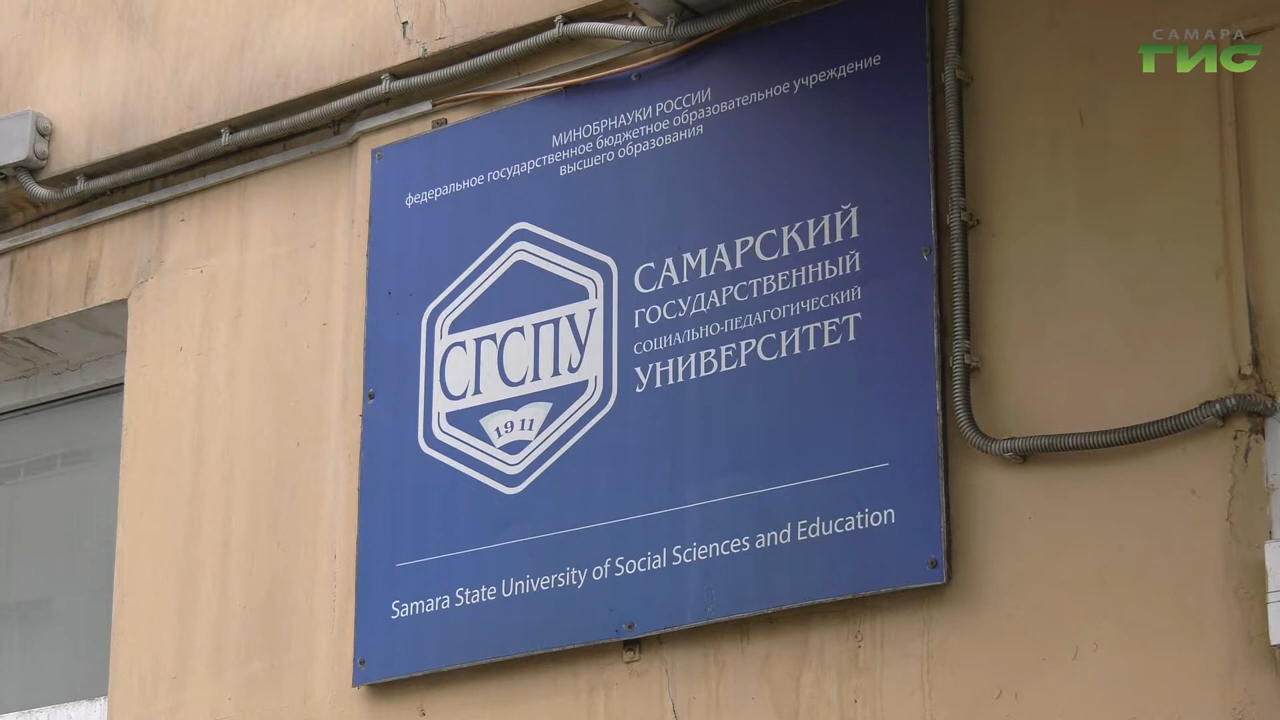 САМАРА
ГИС
МИНОБРНАУКИ РОССИИ
федеральное государственное бюджетное образовательное учреждение
высшего образования
САМАРСКИЙ
ГОСУДАРСТВЕННЫЙ
СОЦИАЛЬНО-ПЕДАГОГИЧЕСКИЙ
УНИВЕРСИТЕТ
СГСПУ
1911
Samara State University of Social Sciences and Education